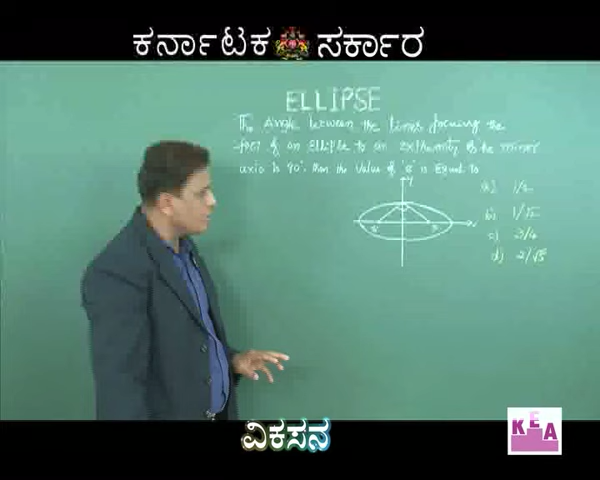 ಕರ್ನಾಟಕ ಸರ್ಕಾರ
ELLIPSE
The angle between the lines joining the
foci of an Ellipse to an extremity of the minor
axis is 90°. then the value of 'e' is Equal to
a) 1/2
b) 1/√2
c) 3/4
d) 2/√5
ವಿಕಸನ
KEA